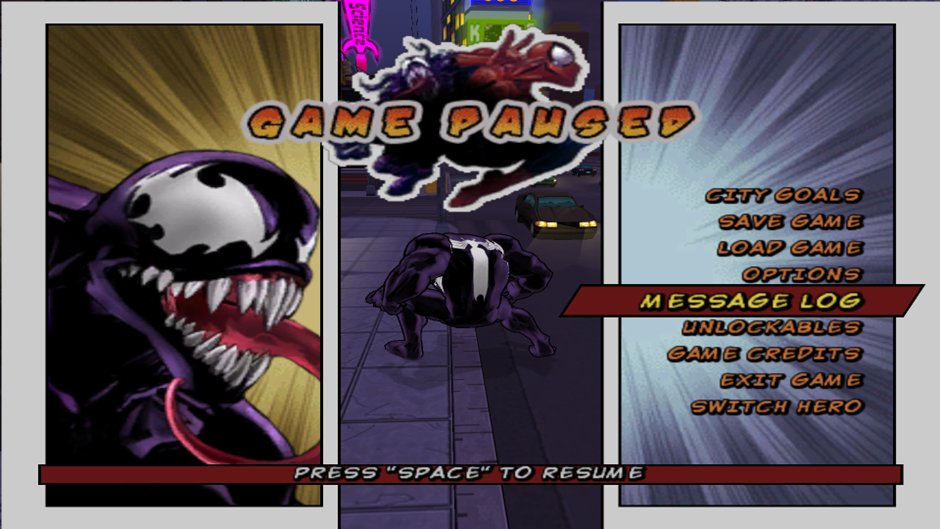 Science
K
GAME PAUSED
CITY GOALS
SAVE GAME
LOAD GAME
OPTIONS
MESSAGE LOG
UNLOCKABLES
GAME CREDITS
EXIT GAME
SWITCH HERO
PRESS "SPACE" TO RESUME